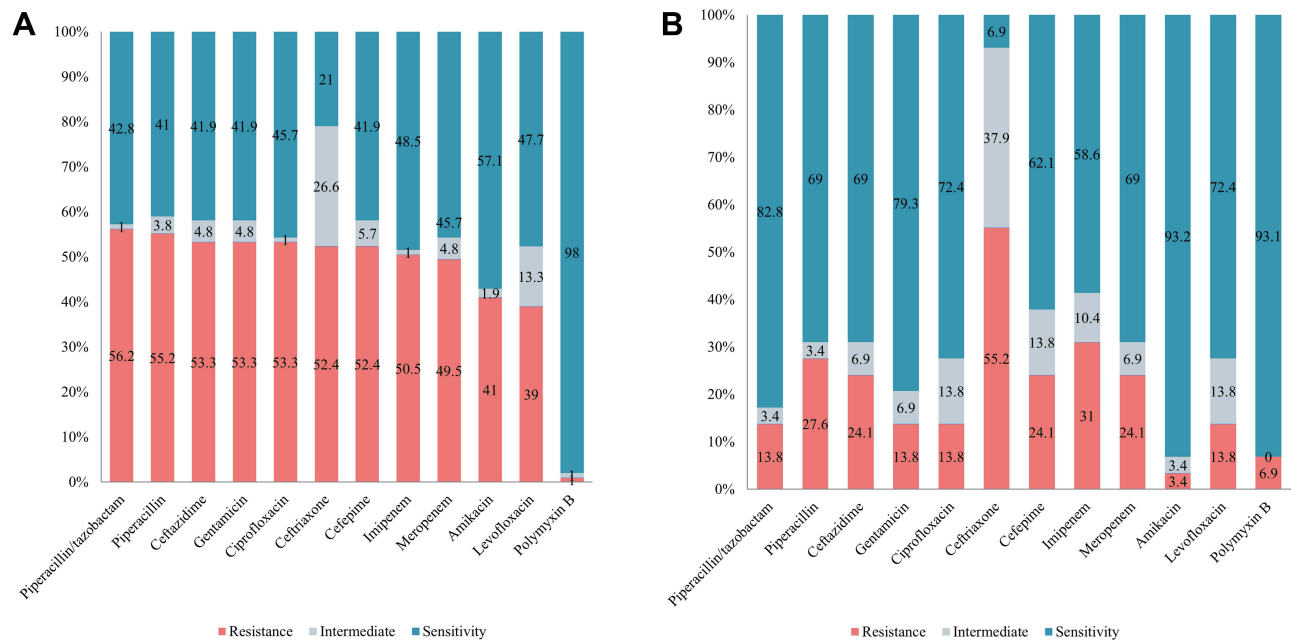 A
100%
90%
80%
70%
60%
50%
40%
30%
20%
10%
0%
42.8 41 41.9 41.9 45.7 21 41.9 48.5 45.7 57.1 47.7 98
1 3.8 4.8 4.8 1 26.6 5.7 1 4.8 1.9 13.3 1
56.2 55.2 53.3 53.3 53.3 52.4 52.4 50.5 49.5 41 39 1
Piperacillin/tazobactam
Piperacillin
Ceftazidime
Gentamicin
Ciprofloxacin
Ceftriaxone
Cefepime
Imipenem
Meropenem
Amikacin
Levofloxacin
Polymyxin B
Resistance Intermediate Sensitivity
B
100%
90%
80%
70%
60%
50%
40%
30%
20%
10%
0%
82.8 69 69 79.3 72.4 6.9 62.1 58.6 69 93.2 72.4 93.1
3.4 3.4 6.9 6.9 13.8 37.9 13.8 10.4 6.9 3.4 13.8 0
13.8 27.6 24.1 13.8 13.8 55.2 24.1 31 24.1 3.4 13.8 6.9
Piperacillin/tazobactam
Piperacillin
Ceftazidime
Gentamicin
Ciprofloxacin
Ceftriaxone
Cefepime
Imipenem
Meropenem
Amikacin
Levofloxacin
Polymyxin B
Resistance Intermediate Sensitivity